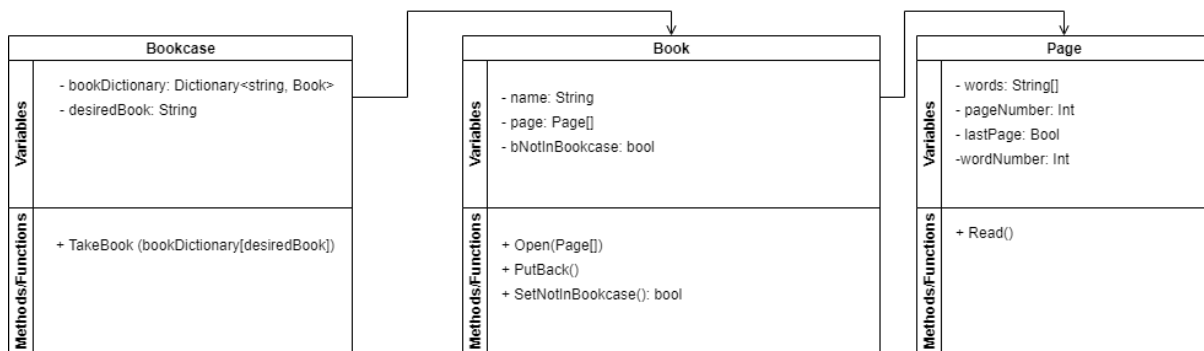 Bookcase
Variables
- bookDictionary: Dictionary<string, Book>
- desiredBook: String
Methods/Functions
+ TakeBook (bookDictionary[desiredBook])
Book
Variables
- name: String
- page: Page[]
- bNotInBookcase: bool
Methods/Functions
+ Open(Page[])
+ PutBack()
+ SetNotInBookcase(): bool
Page
Variables
- words: String[]
- pageNumber: Int
- lastPage: Bool
-wordNumber: Int
Methods/Functions
+ Read()